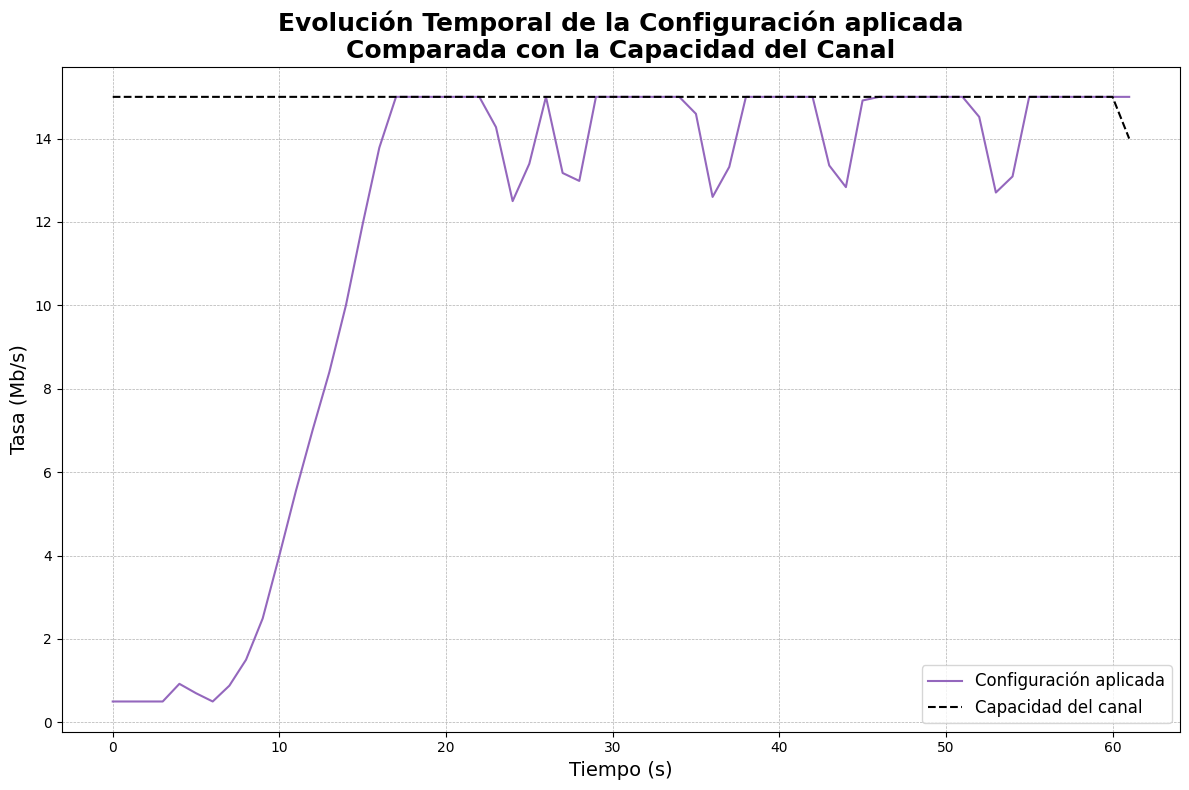 Evolución Temporal de la Configuración aplicada
Comparada con la Capacidad del Canal
Tasa (Mb/s)
14
12
10
8
6
4
2
0
0 10 20 30 40 50 60
Tiempo (s)
Configuración aplicada
Capacidad del canal